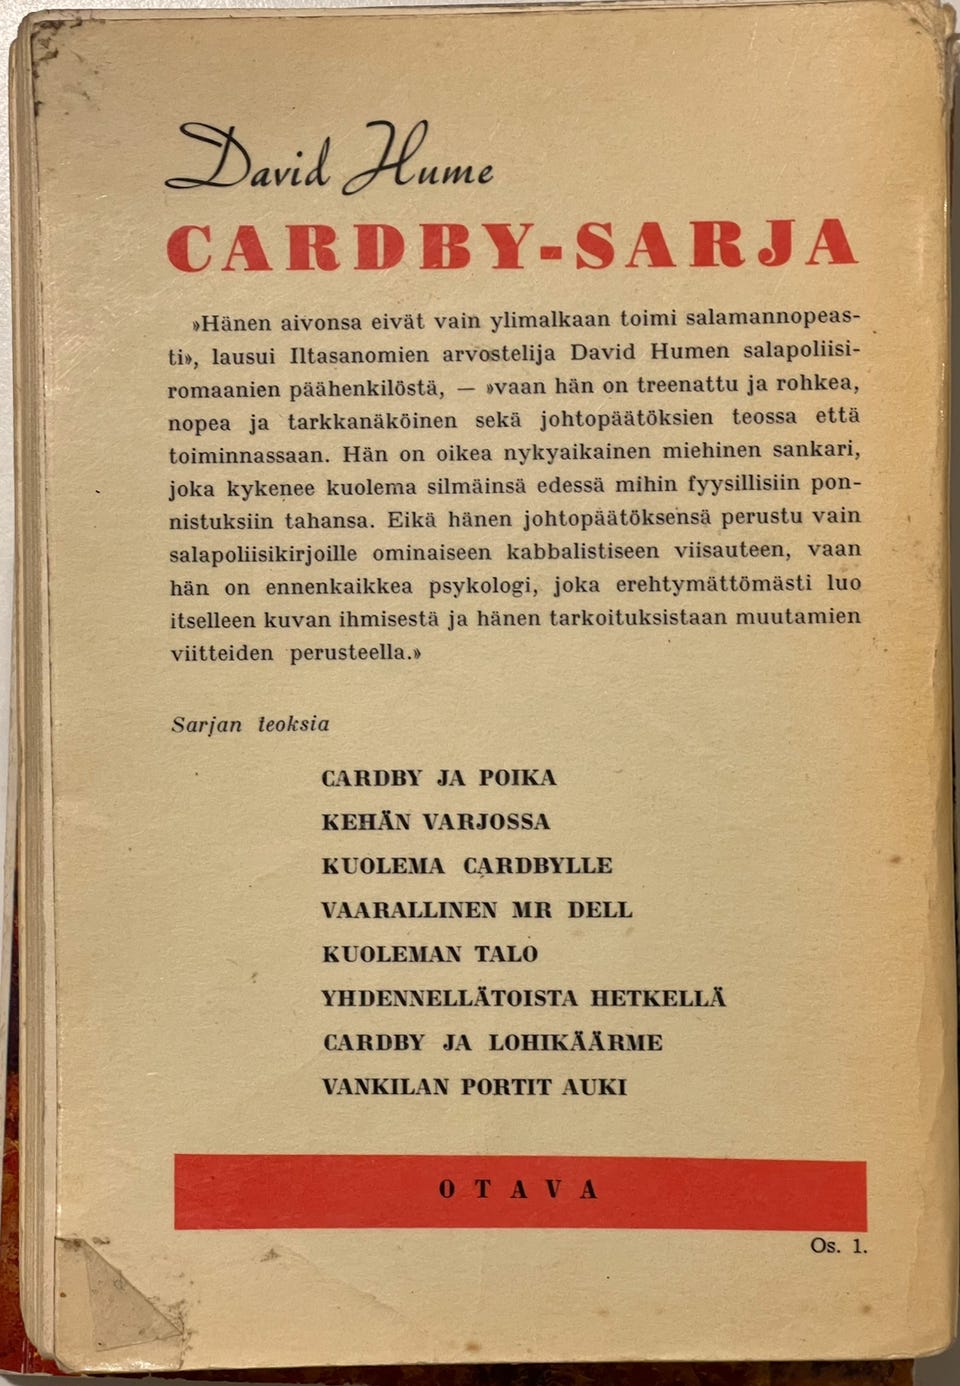 David Hume
CARDBY-SARJA
»Hänen aivonsa eivät vain ylimalkaan toimi salamannopeas-
ti», lausui Iltasanomien arvostelija David Humen salapoliisi-
romaanien päähenkilöstä, — »vaan hän on treenattu ja rohkea,
nopea ja tarkkanäköinen sekä johtopäätöksien teossa että
toiminnassaan. Hän on oikea nykyaikainen miehinen sankari,
joka kykenee kuolema silmäinsä edessä mihin fyysillisiin pon-
nistuksiin tahansa. Eikä hänen johtopäätöksensä perustu vain
salapoliisikirjoille ominaiseen kabbalistiseen viisauteen, vaan
hän on ennenkaikkea psykologi, joka erehtymättömästi luo
itselleen kuvan ihmisestä ja hänen tarkoituksistaan muutamien
viitteiden perusteella.»
Sarjan teoksia
CARDBY JA POIKA
KEHÄN VARJOSSA
KUOLEMA CARDBYLLE
VAARALLINEN MR DELL
KUOLEMAN TALO
YHDENNELLÄTOISTA HETKELLÄ
CARDBY JA LOHIKÄÄRME
VANKILAN PORTIT AUKI
OTAVA
Os. 1.